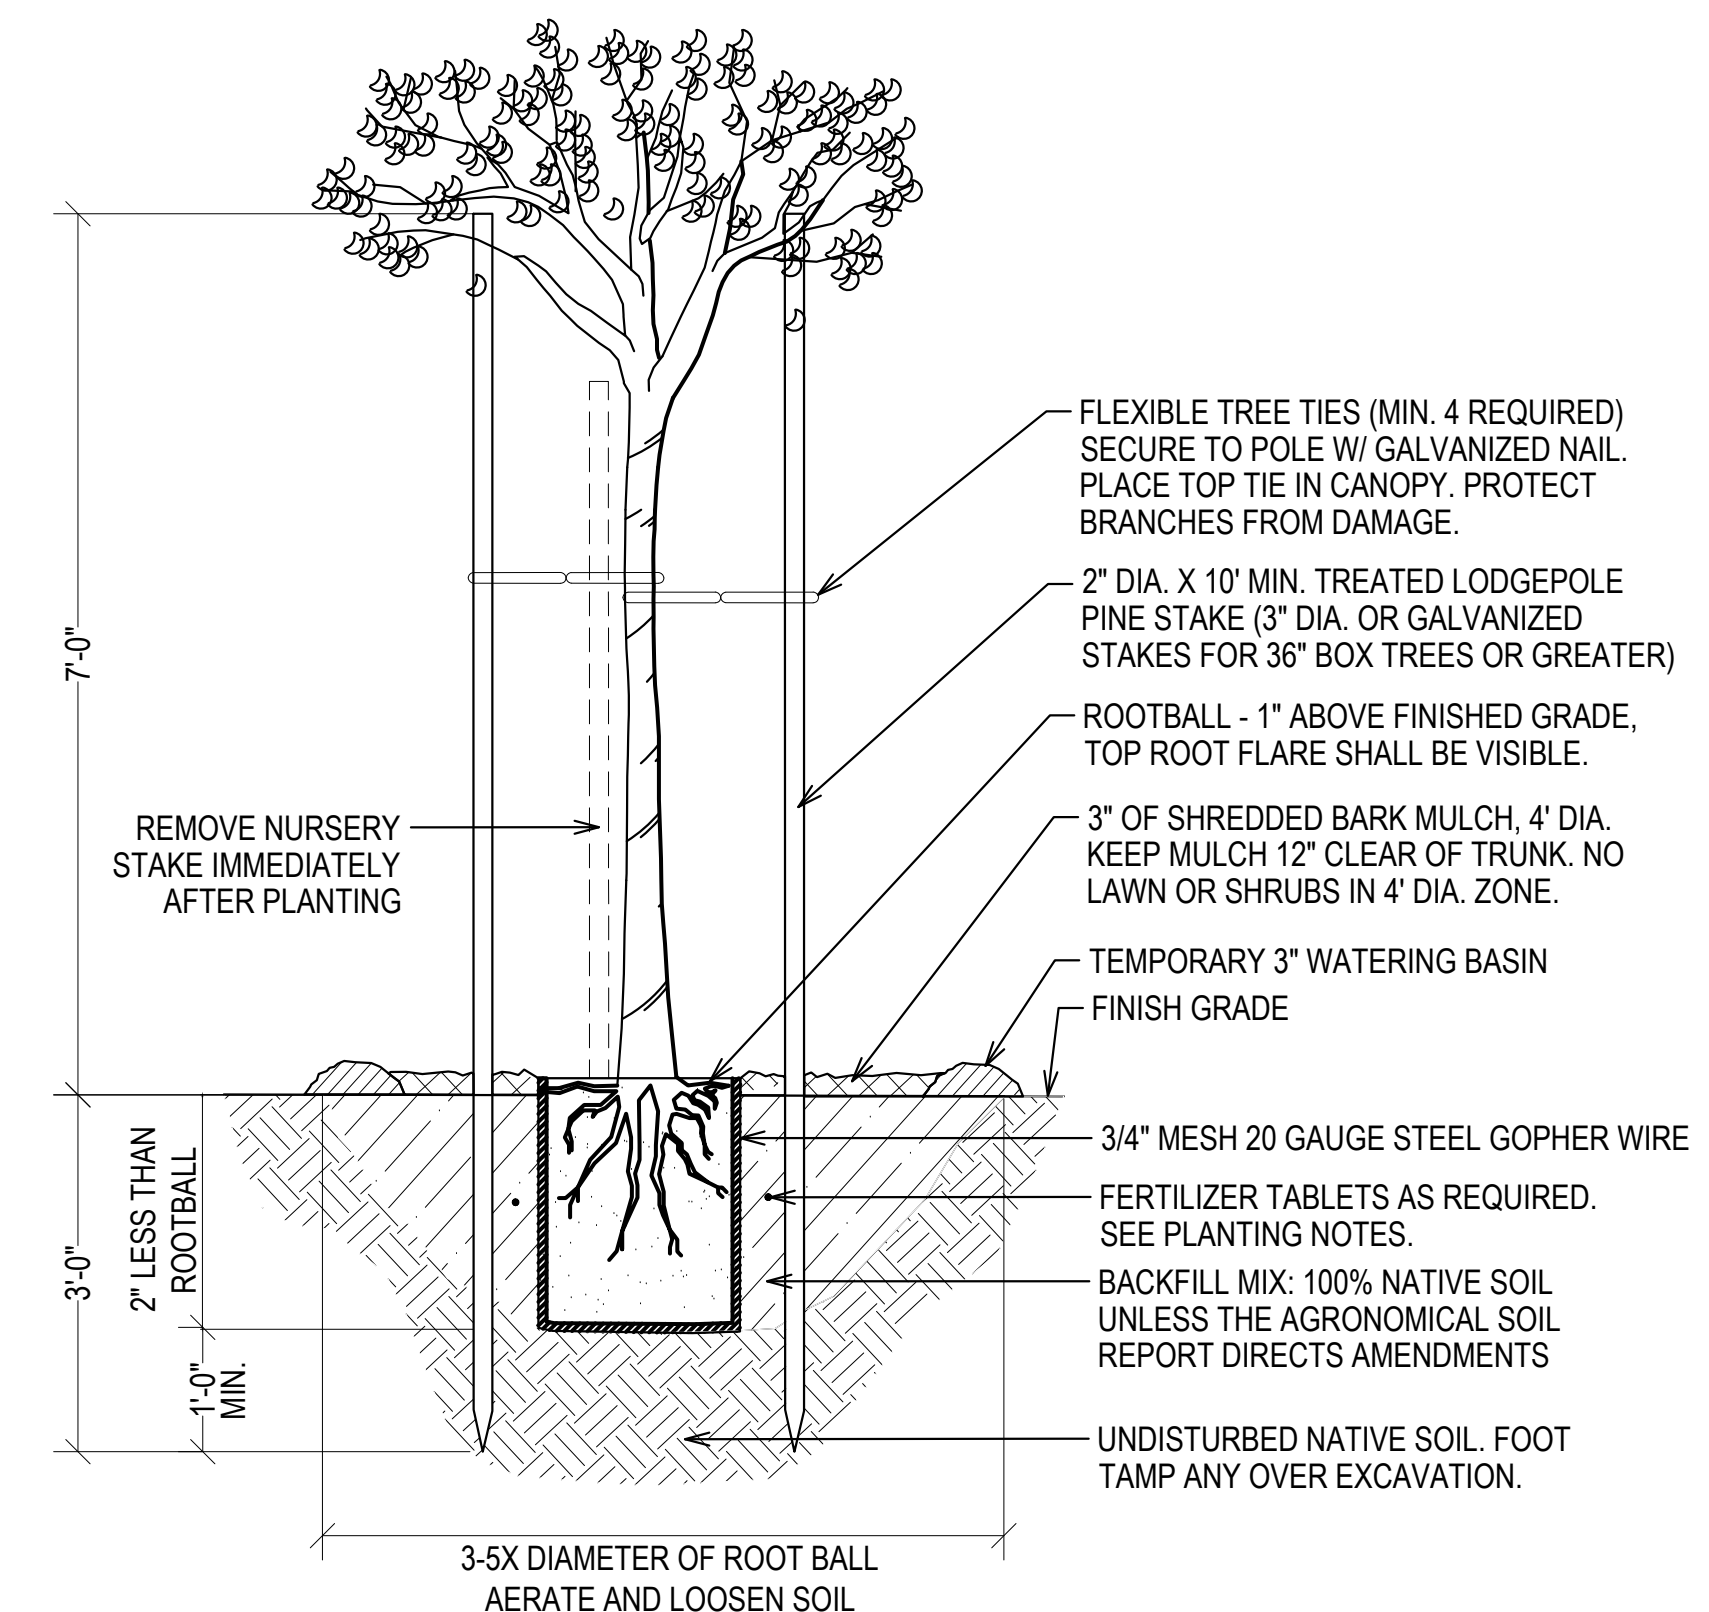 FLEXIBLE TREE TIES (MIN. 4 REQUIRED)
SECURE TO POLE W/ GALVANIZED NAIL.
PLACE TOP TIE IN CANOPY. PROTECT
BRANCHES FROM DAMAGE.
2" DIA. X 10' MIN. TREATED LODGEPOLE
PINE STAKE (3" DIA. OR GALVANIZED
STAKES FOR 36" BOX TREES OR GREATER)
7'-0"
ROOTBALL - 1" ABOVE FINISHED GRADE,
TOP ROOT FLARE SHALL BE VISIBLE.
REMOVE NURSERY
STAKE IMMEDIATELY
AFTER PLANTING
3" OF SHREDDED BARK MULCH, 4' DIA.
KEEP MULCH 12" CLEAR OF TRUNK. NO
LAWN OR SHRUBS IN 4' DIA. ZONE.
TEMPORARY 3" WATERING BASIN
FINISH GRADE
3/4" MESH 20 GAUGE STEEL GOPHER WIRE
FERTILIZER TABLETS AS REQUIRED.
SEE PLANTING NOTES.
3'-0"
2" LESS THAN
ROOTBALL
BACKFILL MIX: 100% NATIVE SOIL
UNLESS THE AGRONOMICAL SOIL
REPORT DIRECTS AMENDMENTS
1'-0"
MIN.
UNDISTURBED NATIVE SOIL. FOOT
TAMP ANY OVER EXCAVATION.
3-5X DIAMETER OF ROOT BALL
AERATE AND LOOSEN SOIL